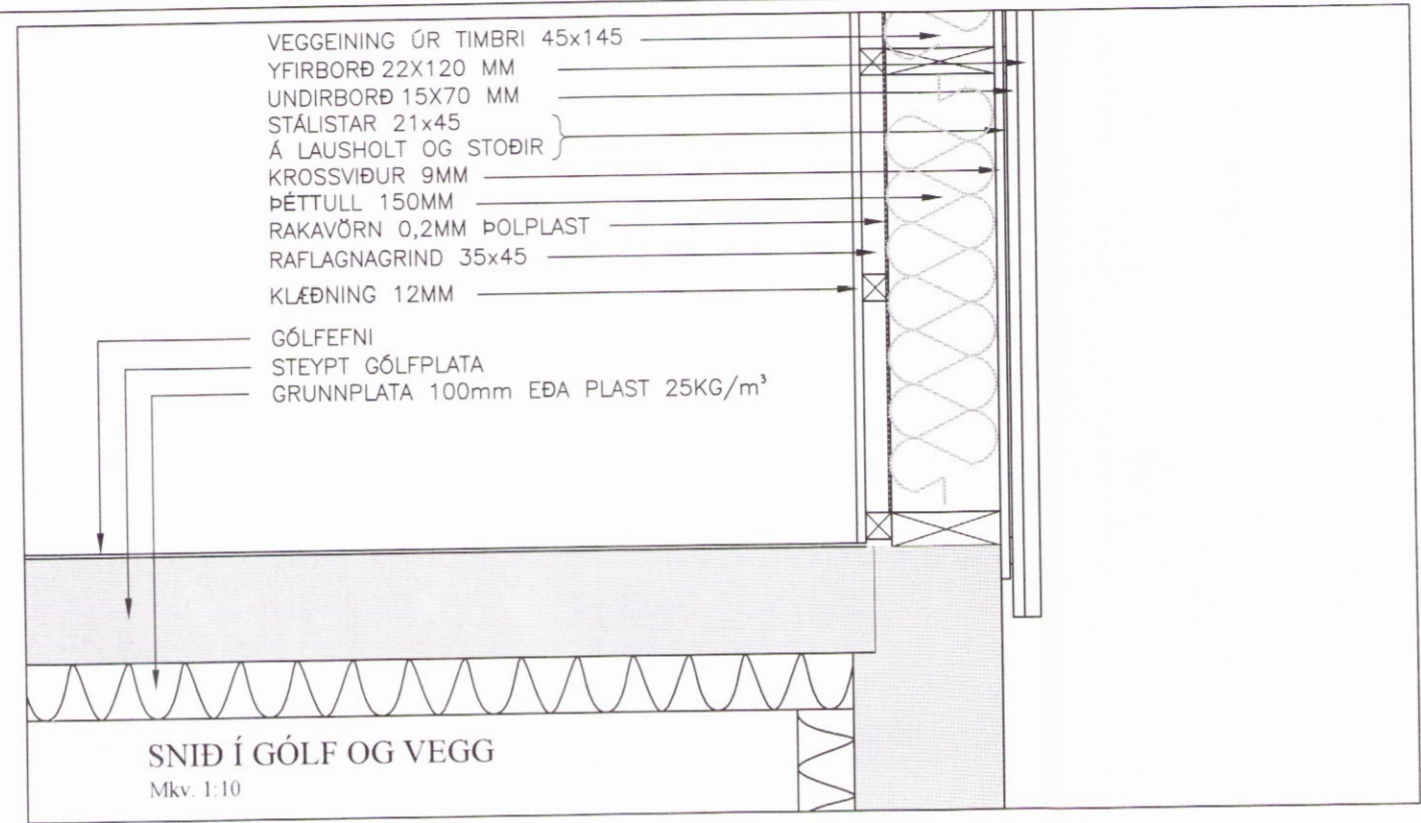 VEGGEINING ÚR TIMBRI 45x145
YFIRBORÐ 22X120 MM
UNDIRBORÐ 15X70 MM
STÁLISTAR 21x45
Á LAUSHOLT OG STOÐIR
KROSSVIÐUR 9MM
ÞÉTTULL 150MM
RAKAVÖRN 0,2MM ÞOLPLAST
RAFLAGNAGRIND 35x45
KLÆÐNING 12MM
GÓLFEFNI
STEYPT GÓLFPLATA
GRUNNPLATA 100mm EÐA PLAST 25KG/m³
SNIÐ Í GÓLF OG VEGG
Mkv. 1:10